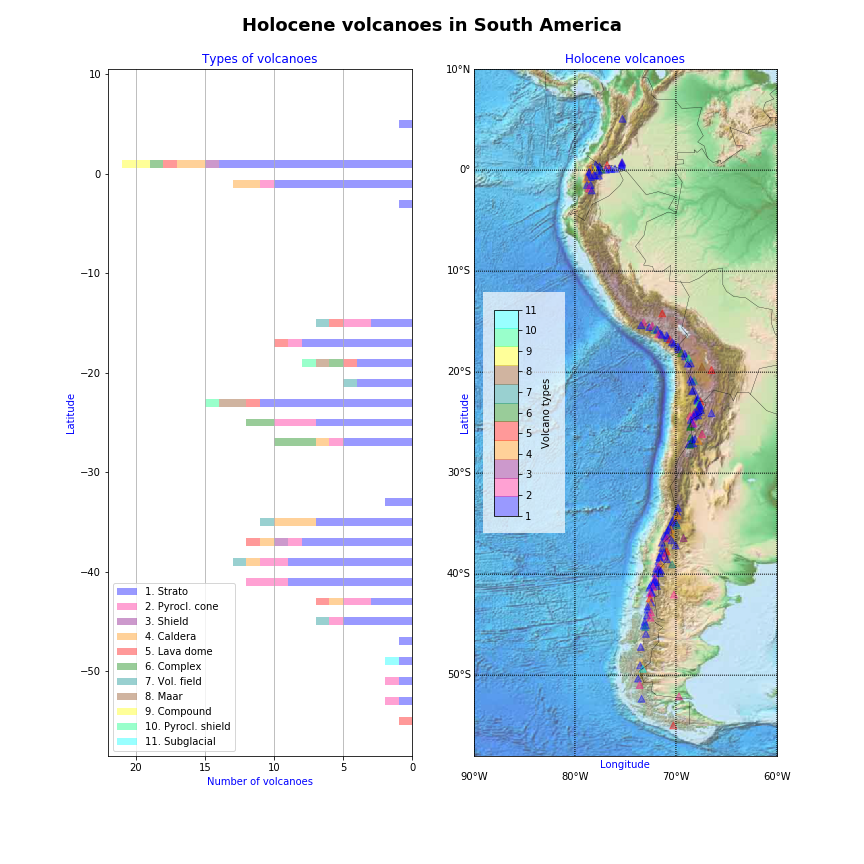 Holocene volcanoes in South America
Types of volcanoes
10
0
−10
−20
−30
−40
−50
Latitude
1. Strato
2. Pyrocl. cone
3. Shield
4. Caldera
5. Lava dome
6. Complex
7. Vol. field
8. Maar
9. Compound
10. Pyrocl. shield
11. Subglacial
20 15 10 5 0
Number of volcanoes
Holocene volcanoes
10°N
0°
10°S
20°S
30°S
40°S
50°S
Latitude
11
10
9
8
7
6
5
4
3
2
1
Volcano types
Longitude
90°W 80°W 70°W 60°W